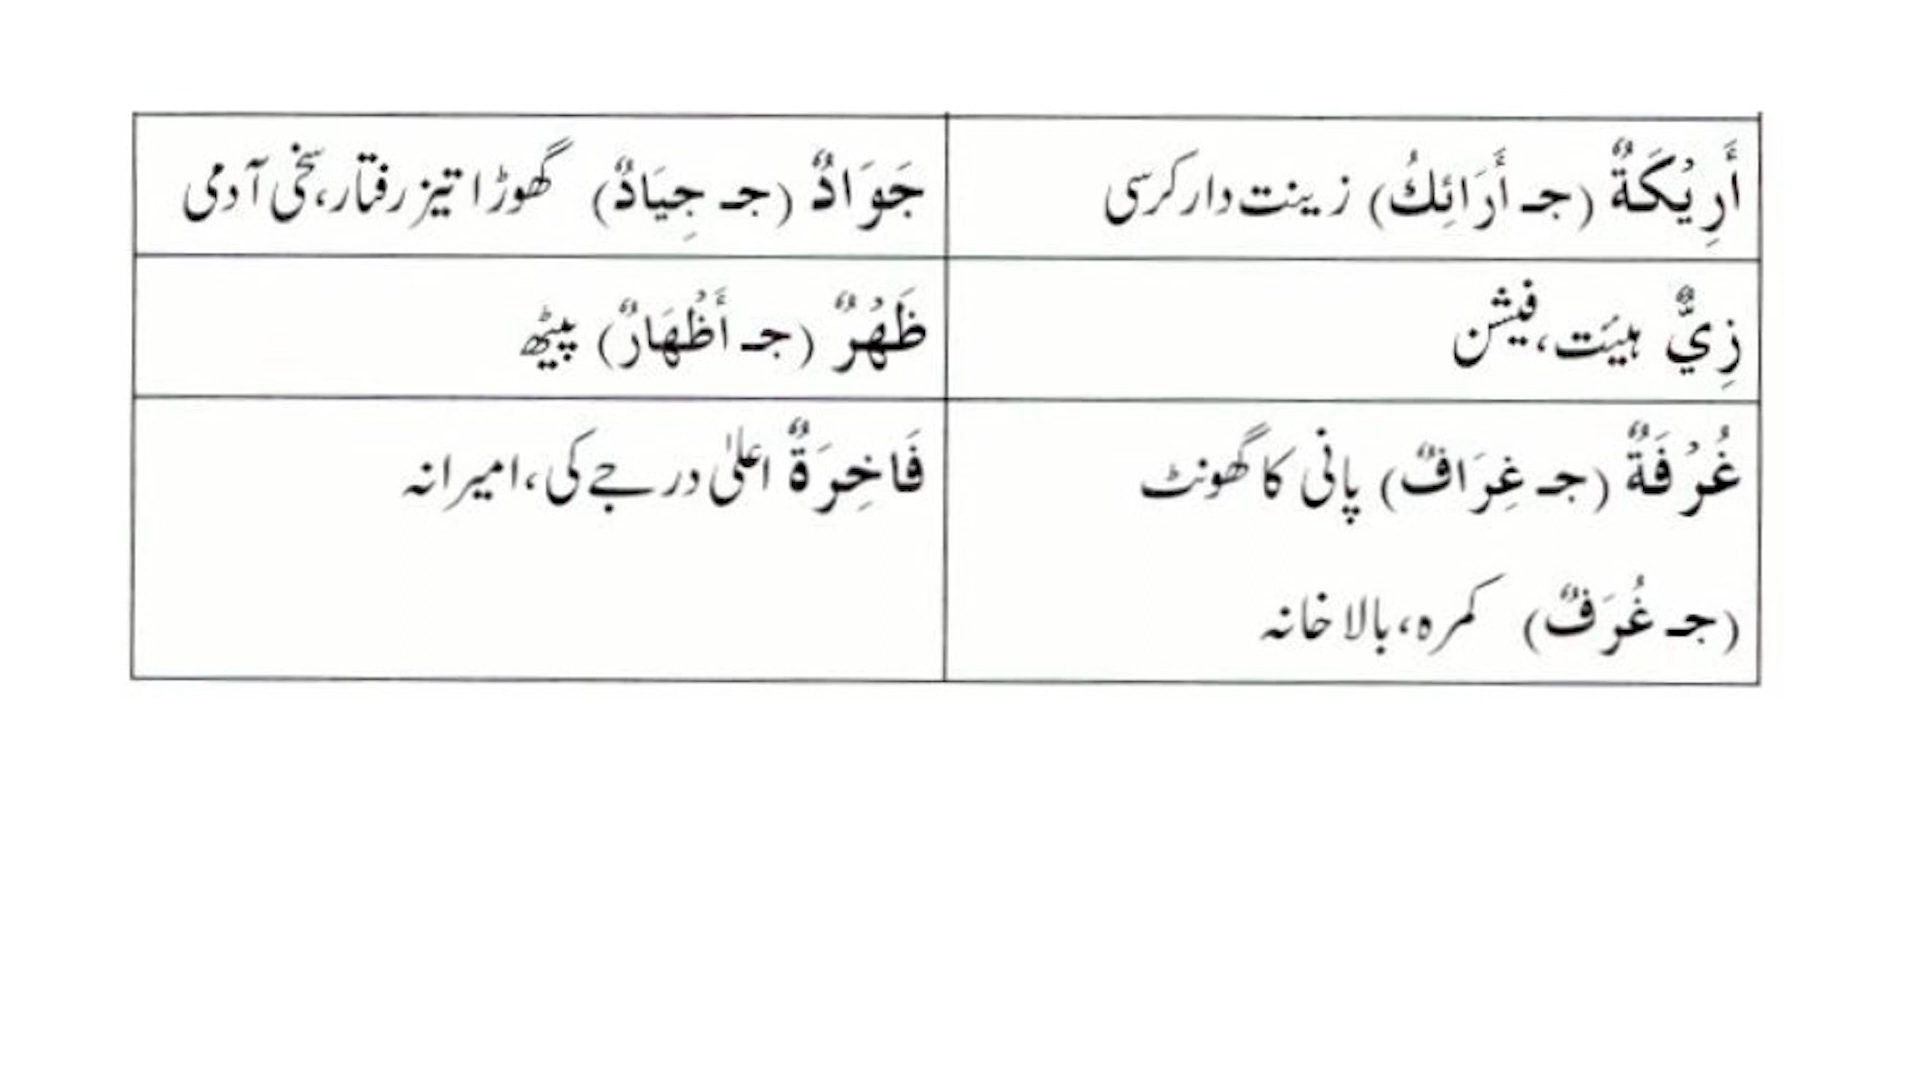 أَرِيْكَةٌ (جـ أَرَائِكُ) زینت دار کرسی
جَوَادٌ (جـ جِيَادٌ) گھوڑا تیز رفتار، سخی آدمی
زِيٌّ ہیئت، فیشن
ظَهْرٌ (جـ أَظْهَارٌ) پیٹھ
غُرْفَةٌ (جـ غِرَافٌ) پانی کا گھونٹ
(جـ غُرَفٌ) کمرہ، بالا خانہ
فَاخِرَةٌ اعلیٰ درجے کی، امیرانہ